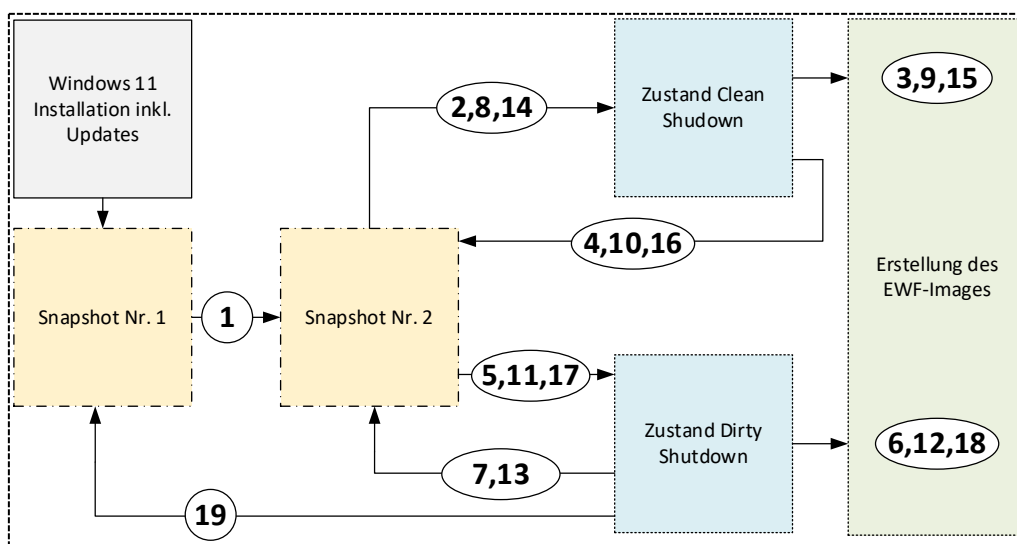 Windows 11
Installation inkl.
Updates
2,8,14
Zustand Clean
Shudown
3,9,15
4,10,16
Erstellung des
EWF-Images
Snapshot Nr. 1
1
Snapshot Nr. 2
5,11,17
Zustand Dirty
Shutdown
6,12,18
7,13
19